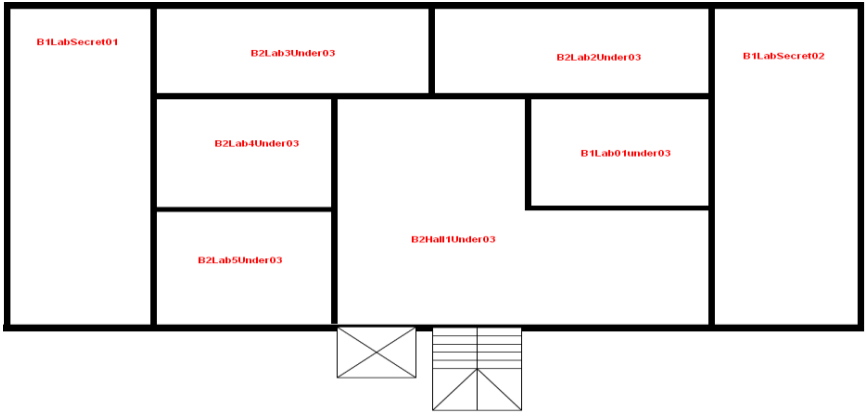 B1LabSecret01
B2Lab3Under03
B2Lab2Under03
B1LabSecret02
B2Lab4Under03
B1Lab01under03
B2Hall1Under03
B2Lab5Under03